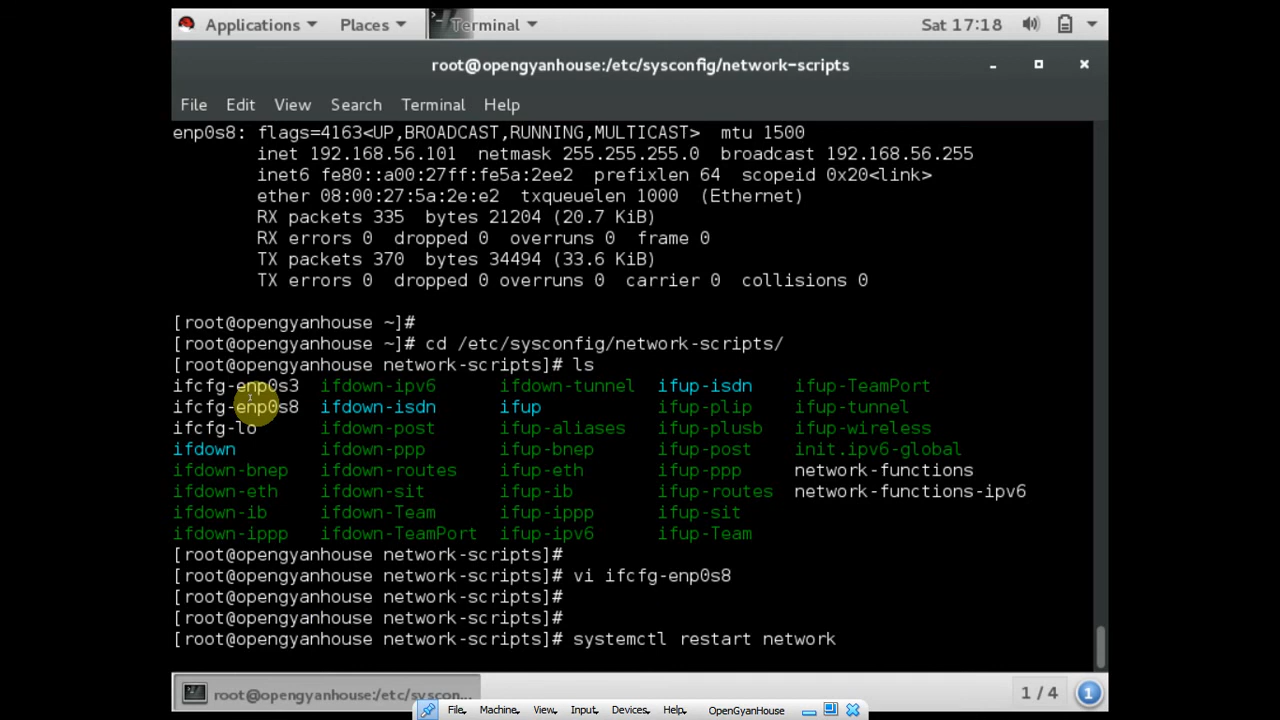 Applications Places Terminal Sat 17:18
root@opengyanhouse:/etc/sysconfig/network-scripts
File Edit View Search Terminal Help
enp0s8: flags=4163<UP,BROADCAST,RUNNING,MULTICAST>  mtu 1500
        inet 192.168.56.101  netmask 255.255.255.0  broadcast 192.168.56.255
        inet6 fe80::a00:27ff:fe5a:2ee2  prefixlen 64  scopeid 0x20<link>
        ether 08:00:27:5a:2e:e2  txqueuelen 1000  (Ethernet)
        RX packets 335  bytes 21204 (20.7 KiB)
        RX errors 0  dropped 0  overruns 0  frame 0
        TX packets 370  bytes 34494 (33.6 KiB)
        TX errors 0  dropped 0 overruns 0  carrier 0  collisions 0
[root@opengyanhouse ~]#
[root@opengyanhouse ~]# cd /etc/sysconfig/network-scripts/
[root@opengyanhouse network-scripts]# ls
ifcfg-enp0s3  ifdown-ipv6  ifdown-tunnel  ifup-isdn  ifup-TeamPort
ifcfg-enp0s8  ifdown-isdn  ifup  ifup-plip  ifup-tunnel
ifcfg-lo  ifdown-post  ifup-aliases  ifup-plusb  ifup-wireless
ifdown  ifdown-ppp  ifup-bnep  ifup-post  init.ipv6-global
ifdown-bnep  ifdown-routes  ifup-eth  ifup-ppp  network-functions
ifdown-eth  ifdown-sit  ifup-ib  ifup-routes  network-functions-ipv6
ifdown-ib  ifdown-Team  ifup-ippp  ifup-sit
ifdown-ippp  ifdown-TeamPort  ifup-ipv6  ifup-Team
[root@opengyanhouse network-scripts]#
[root@opengyanhouse network-scripts]# vi ifcfg-enp0s8
[root@opengyanhouse network-scripts]#
[root@opengyanhouse network-scripts]#
[root@opengyanhouse network-scripts]# systemctl restart network
root@opengyanhouse:/etc/syscon... 1 / 4 1
File Machine View Input Devices Help OpenGyanHouse